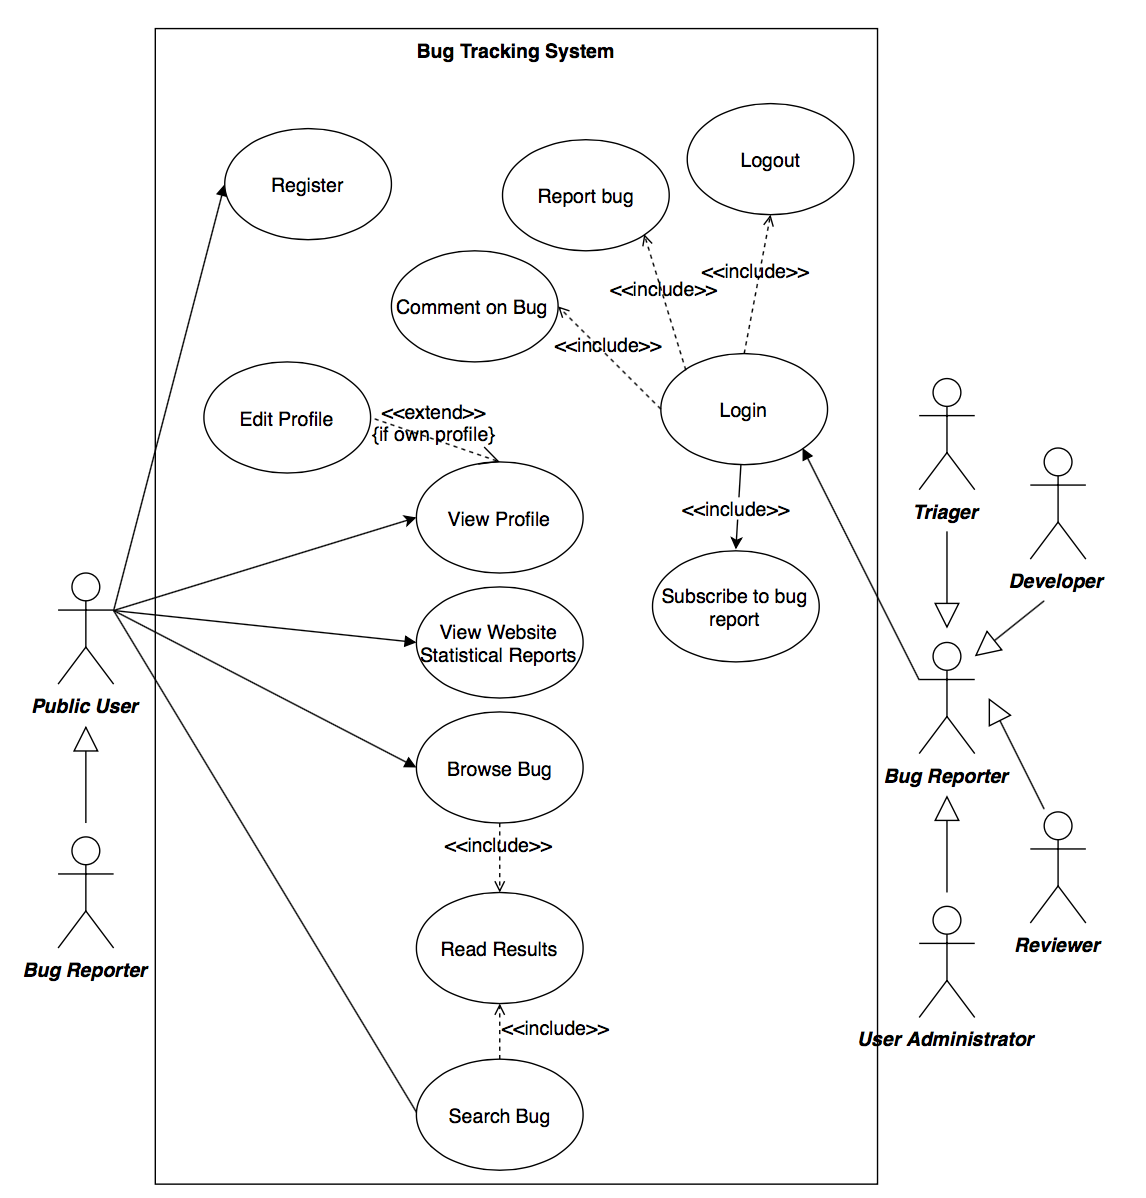 Bug Tracking System
Logout
Register
Report bug
<<include>>
<<include>>
Comment on Bug
<<include>>
Login
Edit Profile
<<extend>>
{if own profile}
<<include>>
Triager
View Profile
Developer
Subscribe to bug
report
View Website
Statistical Reports
Public User
Browse Bug
Bug Reporter
<<include>>
Reviewer
Read Results
Bug Reporter
<<include>>
User Administrator
Search Bug